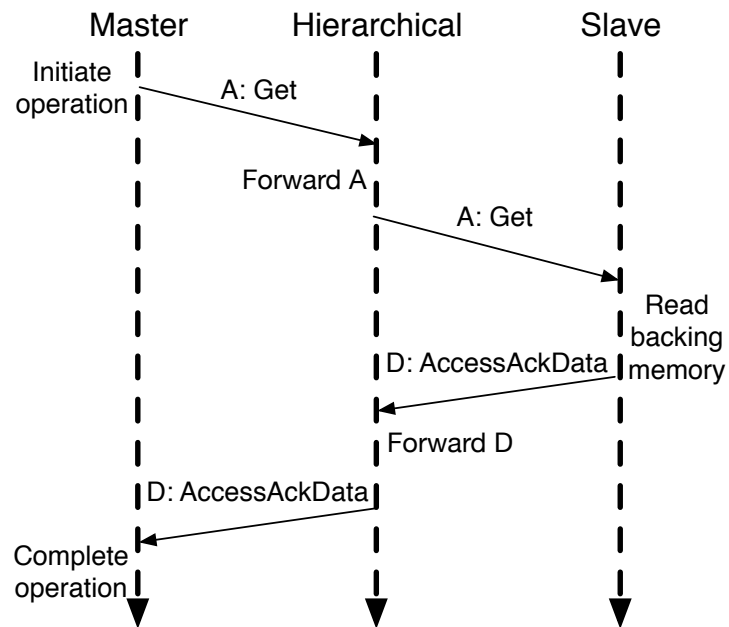 Master
Hierarchical
Slave
Initiate
operation
A: Get
Forward A
A: Get
Read
backing
memory
D: AccessAckData
Forward D
D: AccessAckData
Complete
operation